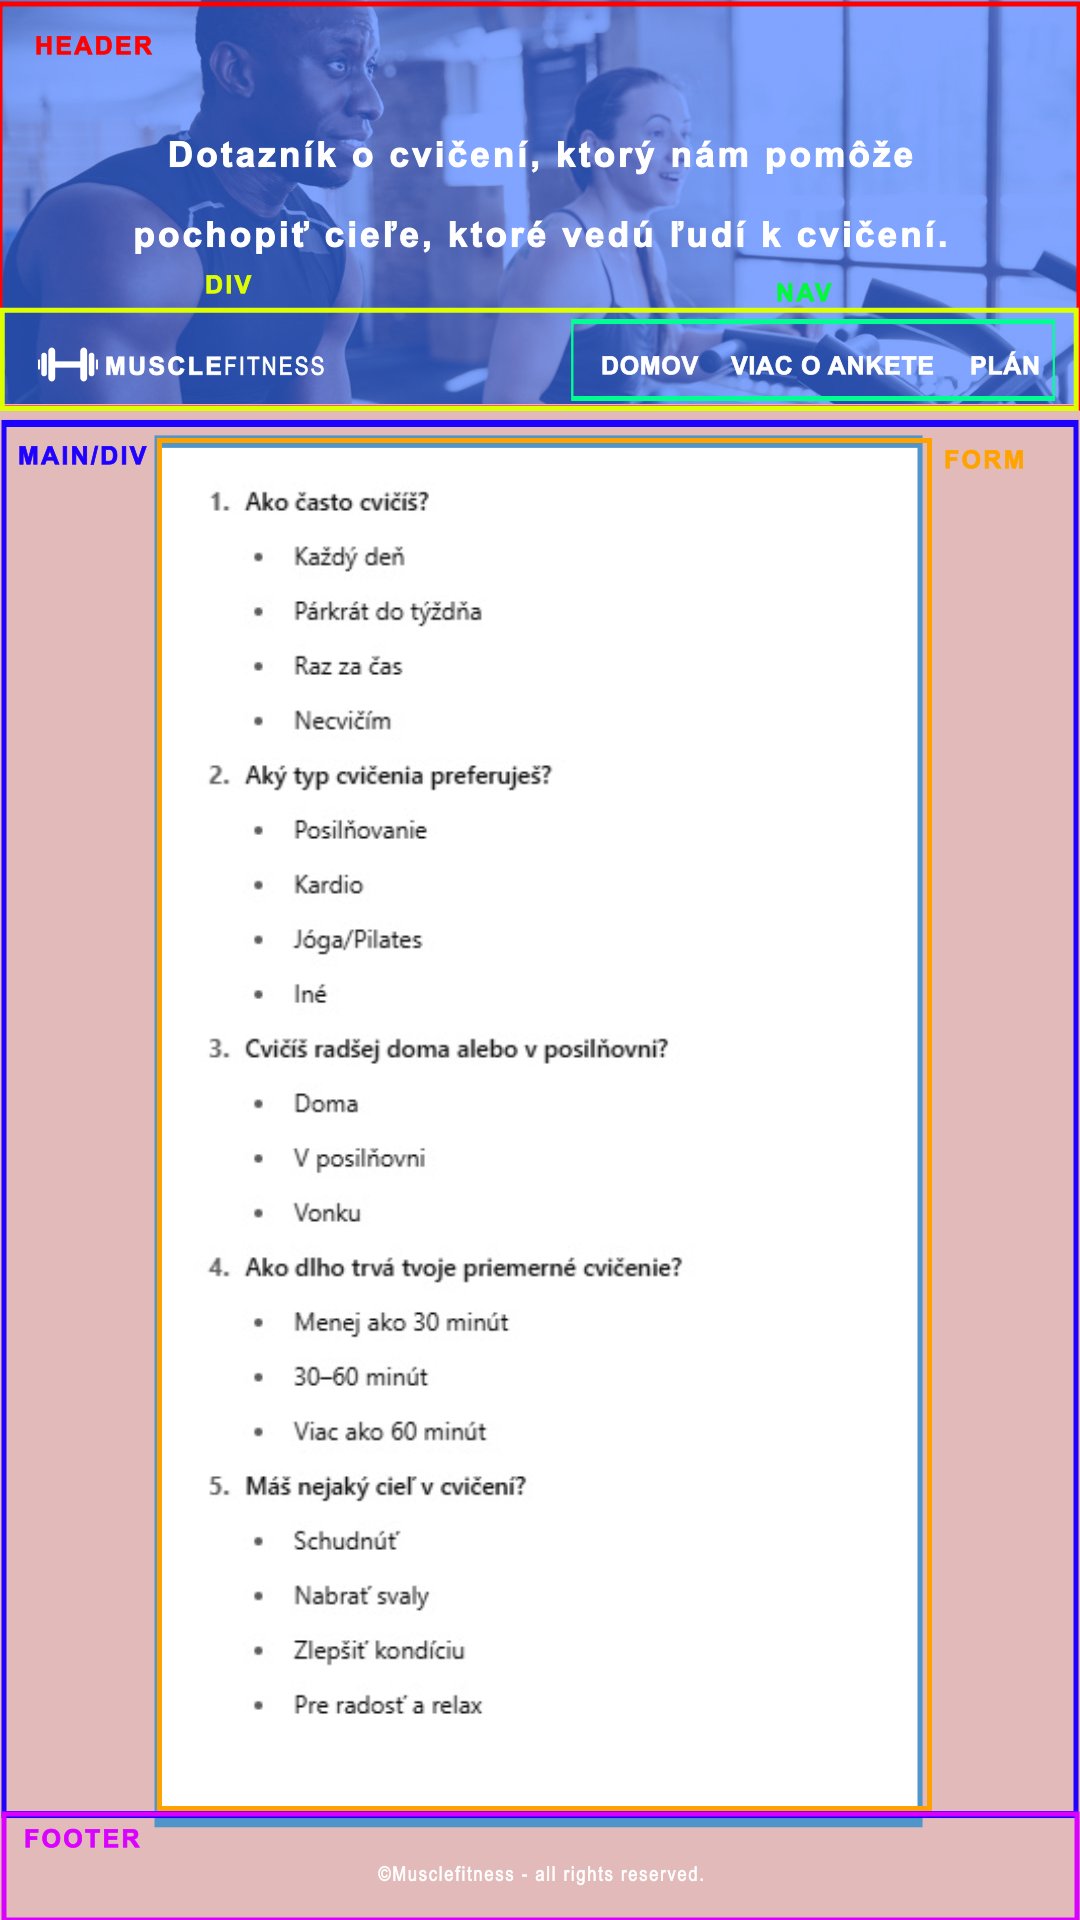 HEADER
Dotazník o cvičení, ktorý nám pomôže
pochopiť cieľe, ktoré vedú ľudí k cvičení.
DIV
NAV
MUSCLEFITNESS
DOMOV VIAC O ANKETE PLÁN
MAIN/DIV
FORM
1. Ako často cvičíš?
• Každý deň
• Párkrát do týždňa
• Raz za čas
• Necvičím
2. Aký typ cvičenia preferuješ?
• Posilňovanie
• Kardio
• Jóga/Pilates
• Iné
3. Cvičíš radšej doma alebo v posilňovni?
• Doma
• V posilňovni
• Vonku
4. Ako dlho trvá tvoje priemerné cvičenie?
• Menej ako 30 minút
• 30–60 minút
• Viac ako 60 minút
5. Máš nejaký cieľ v cvičení?
• Schudnúť
• Nabrať svaly
• Zlepšiť kondíciu
• Pre radosť a relax
FOOTER
©Musclefitness - all rights reserved.